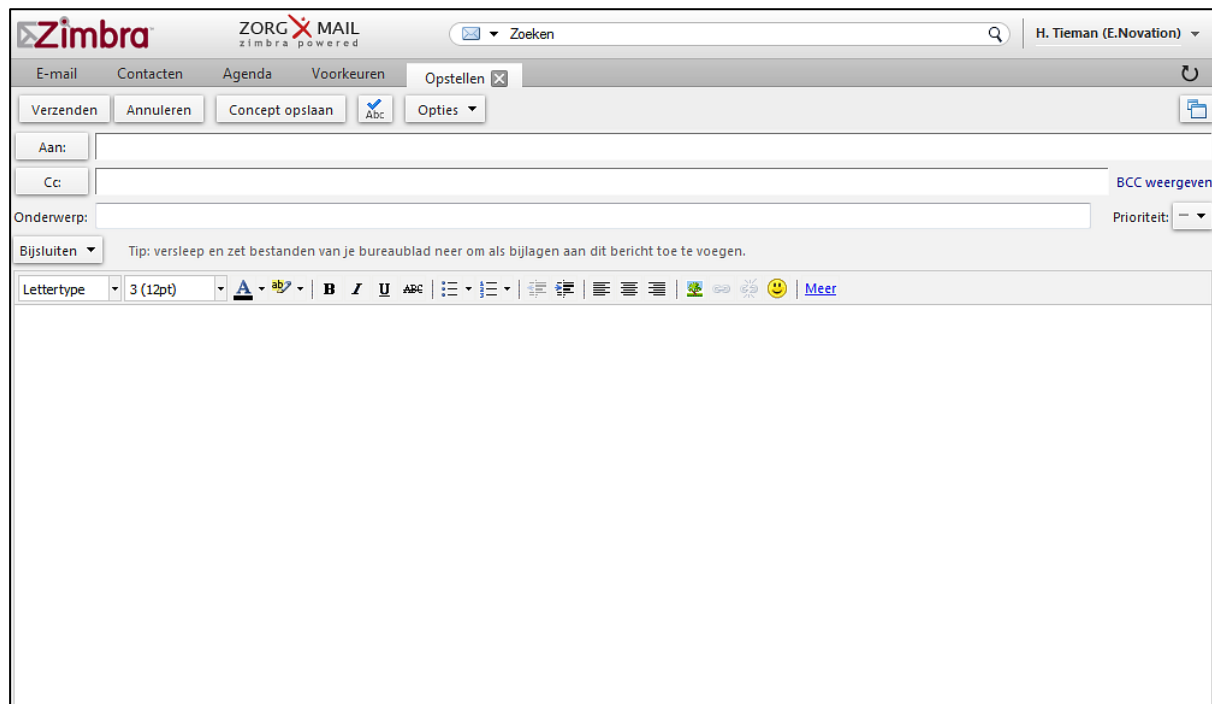 Zimbra ZORG MAIL Zoeken H. Tieman (E.Novation)
zimbra powered
E-mail Contacten Agenda Voorkeuren Opstellen
Verzenden Annuleren Concept opslaan Abc Opties
Aan:
Cc: BCC weergeven
Onderwerp: Prioriteit:
Bijsluiten Tip: versleep en zet bestanden van je bureaublad neer om als bijlagen aan dit bericht toe te voegen.
Lettertype 3 (12pt) A ab B I U ABC Meer